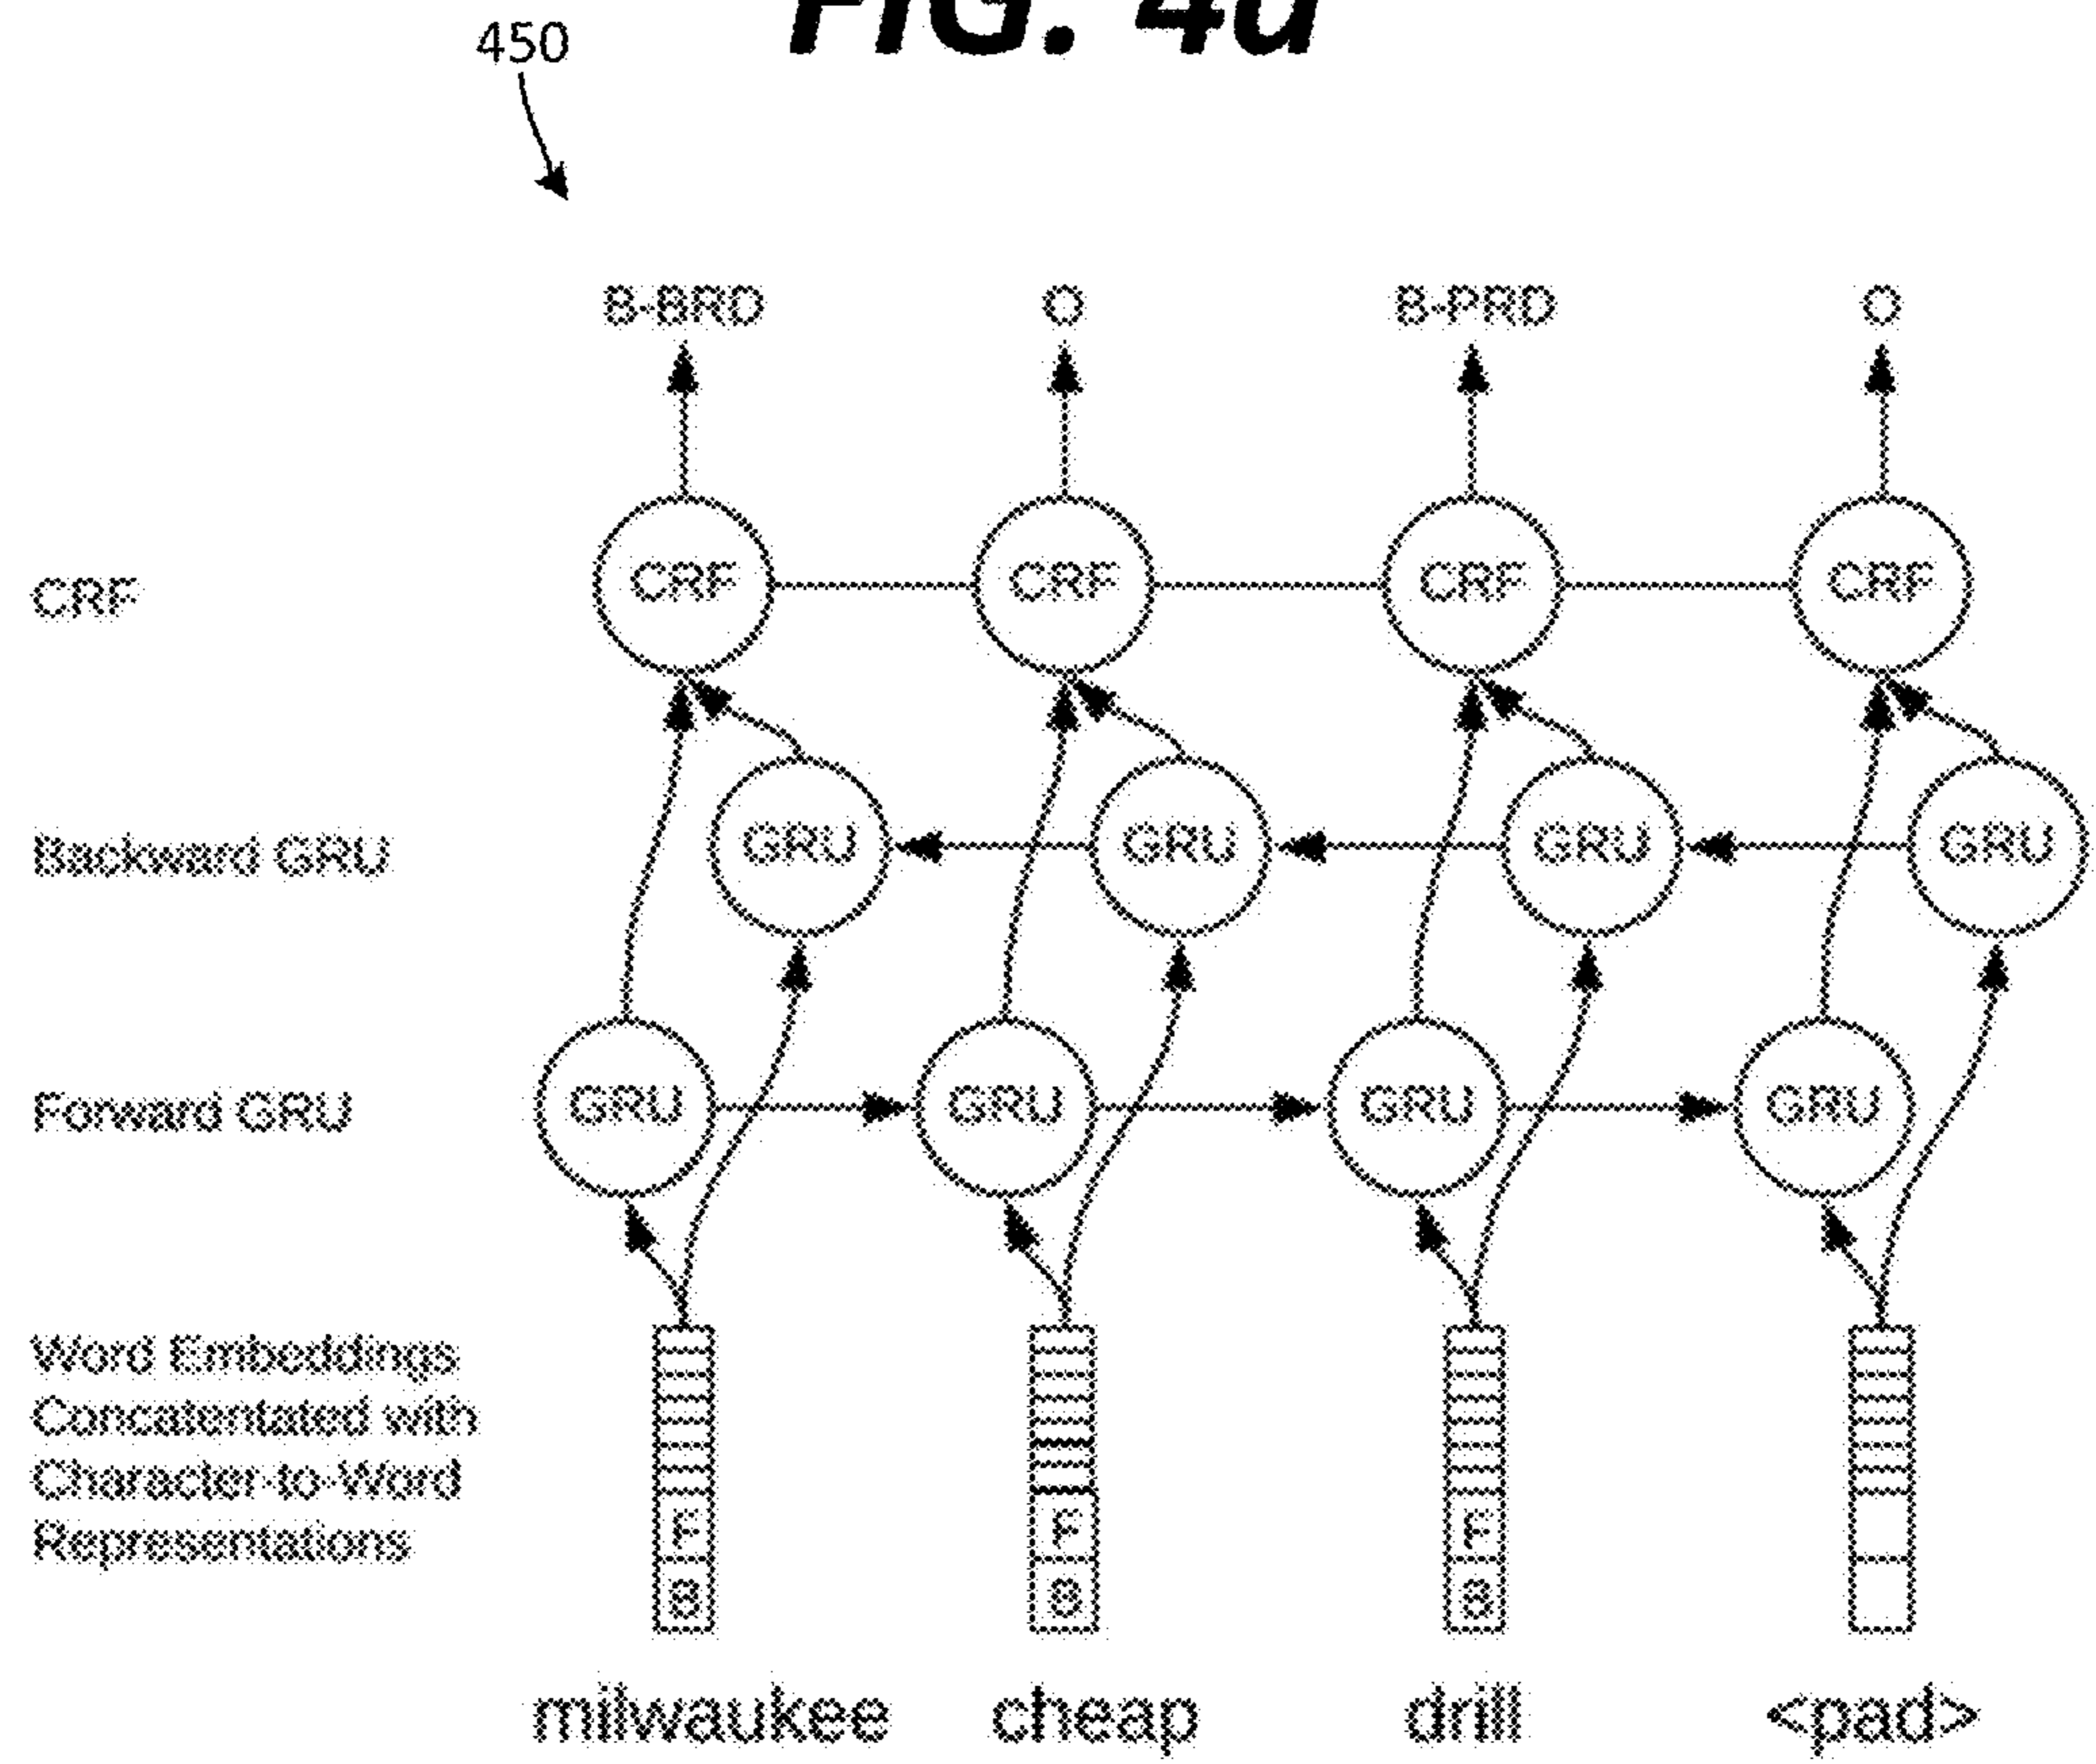 FIG. 4d
450
B-BRD O B-PRD O
CRF CRF CRF CRF CRF
Backward GRU GRU GRU GRU GRU
Forward GRU GRU GRU GRU GRU
Word Embeddings
Concatentated with
Character-to-Word
Representations
F F F
B B B
milwaukee cheap drill <pad>